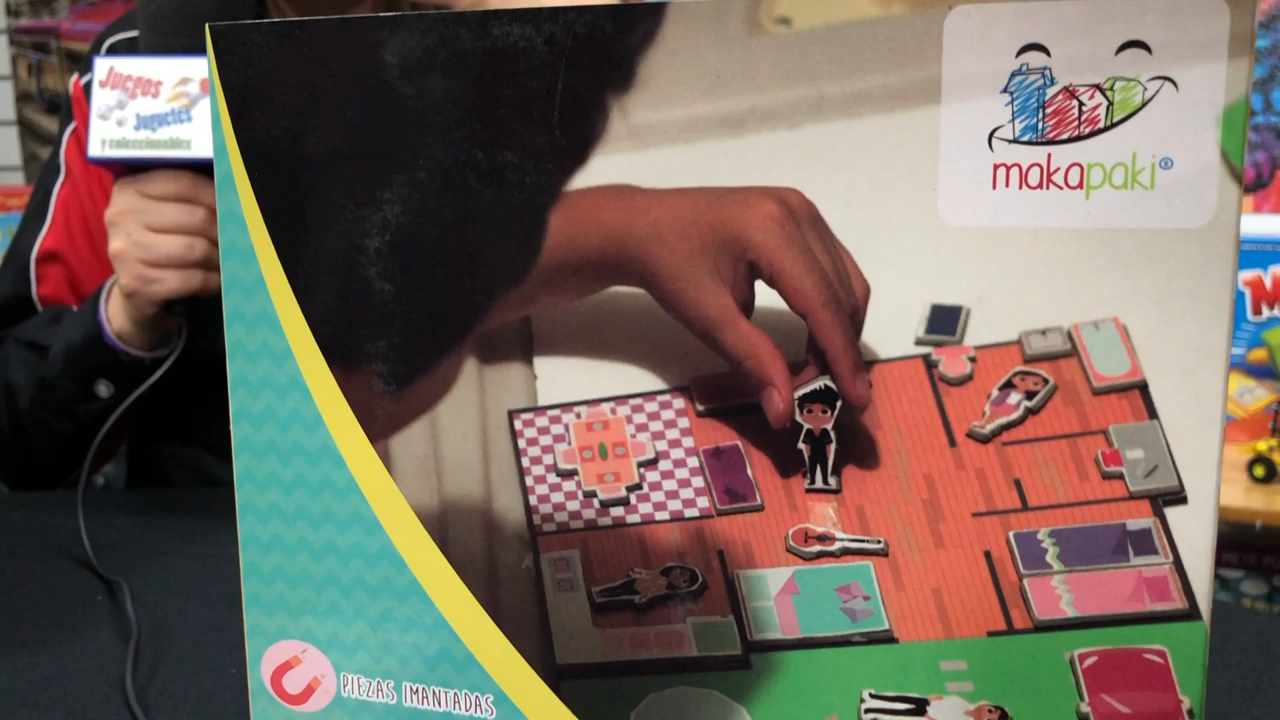 Juegos
Juguetes
y coleccionables
makapaki®
M
PIEZAS IMANTADAS